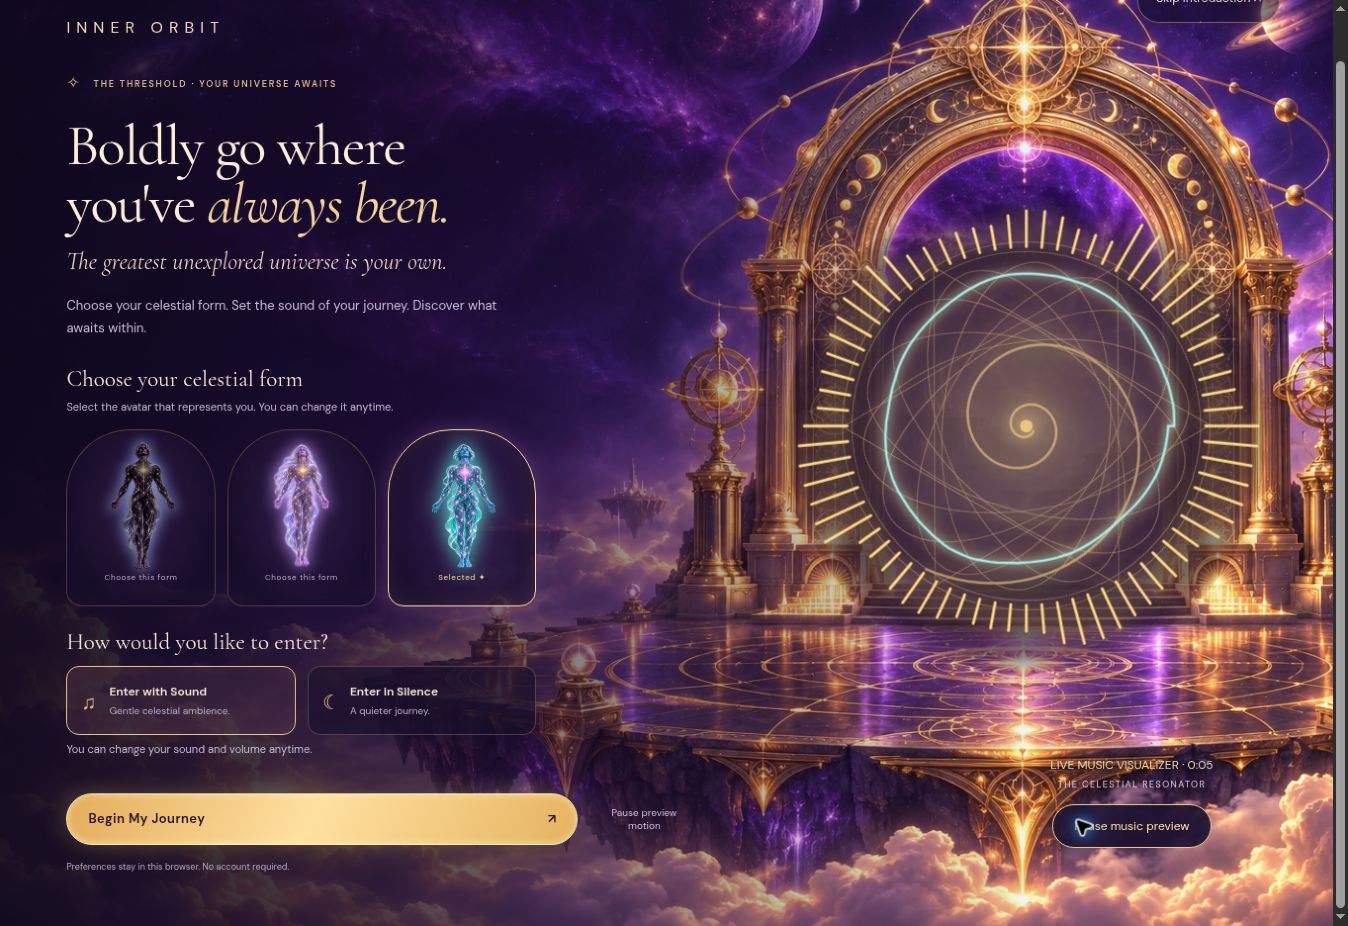 INNER ORBIT
Skip introduction
THE THRESHOLD · YOUR UNIVERSE AWAITS
Boldly go where
you've always been.
The greatest unexplored universe is your own.
Choose your celestial form. Set the sound of your journey. Discover what
awaits within.
Choose your celestial form
Select the avatar that represents you. You can change it anytime.
Choose this form
Choose this form
Selected ✦
How would you like to enter?
Enter with Sound
Gentle celestial ambience.
Enter in Silence
A quieter journey.
You can change your sound and volume anytime.
Begin My Journey
Pause preview
motion
LIVE MUSIC VISUALIZER · 0:05
THE CELESTIAL RESONATOR
music preview
Preferences stay in this browser. No account required.